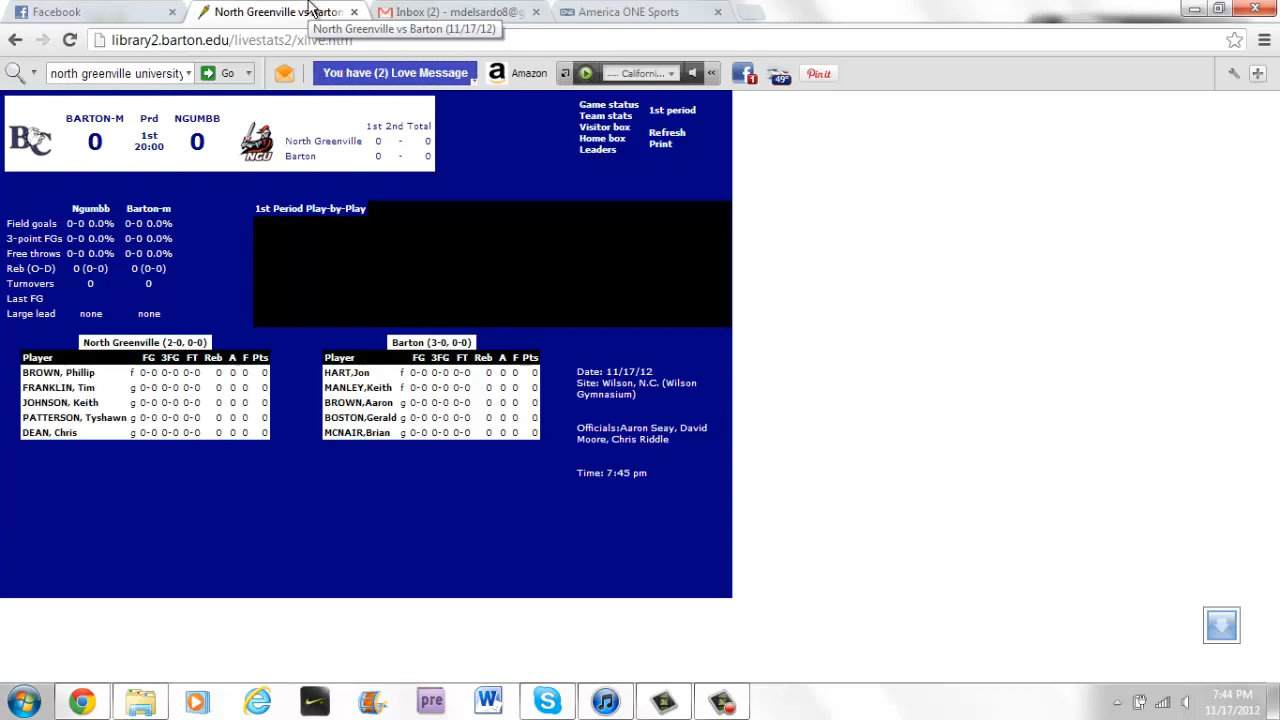 Facebook
North Greenville vs Barton
Inbox (2) - mdelsardo8@g
America ONE Sports
North Greenville vs Barton (11/17/12)
library2.barton.edu/livestats2/xlive.htm
north greenville university
Go
You have (2) Love Message
Amazon
..... Californi...
1
49°
Pin it
BARTON-M Prd NGUMBB
0 1st 20:00 0
BC
NGU
1st 2nd Total
North Greenville 0 - 0
Barton 0 - 0
Game status
Team stats
Visitor box
Home box
Leaders
1st period
Refresh
Print
Ngumbb Barton-m
Field goals 0-0 0.0% 0-0 0.0%
3-point FGs 0-0 0.0% 0-0 0.0%
Free throws 0-0 0.0% 0-0 0.0%
Reb (O-D) 0 (0-0) 0 (0-0)
Turnovers 0 0
Last FG
Large lead none none
1st Period Play-by-Play
North Greenville (2-0, 0-0)
Player FG 3FG FT Reb A F Pts
BROWN, Phillip f 0-0 0-0 0-0 0 0 0 0
FRANKLIN, Tim g 0-0 0-0 0-0 0 0 0 0
JOHNSON, Keith g 0-0 0-0 0-0 0 0 0 0
PATTERSON, Tyshawn g 0-0 0-0 0-0 0 0 0 0
DEAN, Chris g 0-0 0-0 0-0 0 0 0 0
Barton (3-0, 0-0)
Player FG 3FG FT Reb A F Pts
HART,Jon f 0-0 0-0 0-0 0 0 0 0
MANLEY,Keith f 0-0 0-0 0-0 0 0 0 0
BROWN,Aaron g 0-0 0-0 0-0 0 0 0 0
BOSTON,Gerald g 0-0 0-0 0-0 0 0 0 0
MCNAIR,Brian g 0-0 0-0 0-0 0 0 0 0
Date: 11/17/12
Site: Wilson, N.C. (Wilson
Gymnasium)
Officials:Aaron Seay, David
Moore, Chris Riddle
Time: 7:45 pm
pre
7:44 PM
11/17/2012